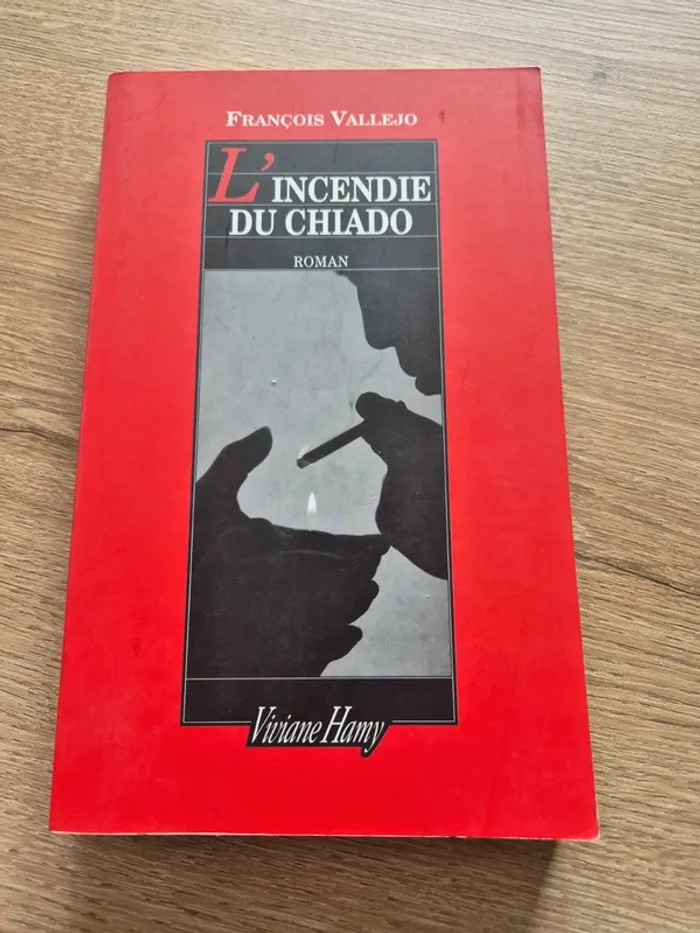 François Vallejo
L'INCENDIE
DU CHIADO
ROMAN
Viviane Hamy